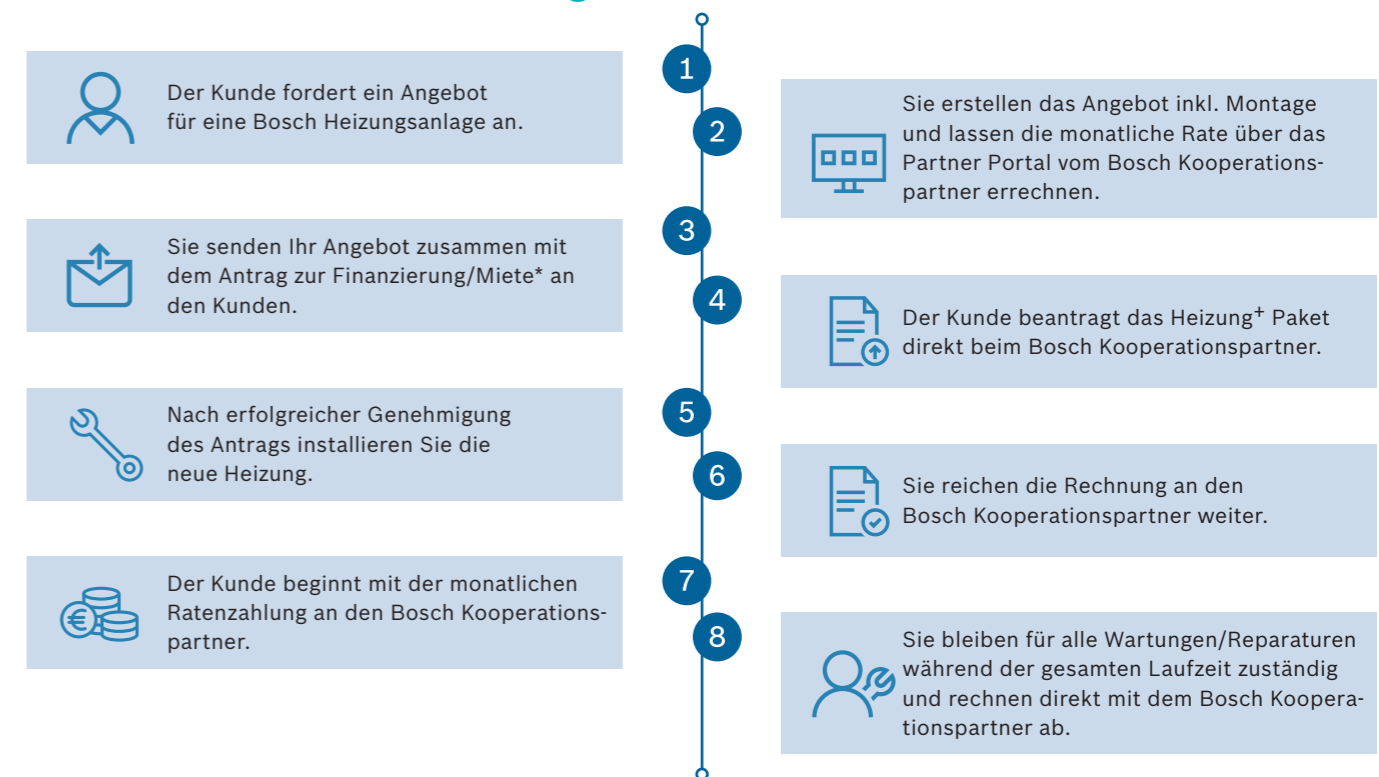 1
Der Kunde fordert ein Angebot
für eine Bosch Heizungsanlage an.
2
Sie erstellen das Angebot inkl. Montage
und lassen die monatliche Rate über das
Partner Portal vom Bosch Kooperations-
partner errechnen.
3
Sie senden Ihr Angebot zusammen mit
dem Antrag zur Finanzierung/Miete* an
den Kunden.
4
Der Kunde beantragt das Heizung+ Paket
direkt beim Bosch Kooperationspartner.
5
Nach erfolgreicher Genehmigung
des Antrags installieren Sie die
neue Heizung.
6
Sie reichen die Rechnung an den
Bosch Kooperationspartner weiter.
7
Der Kunde beginnt mit der monatlichen
Ratenzahlung an den Bosch Kooperations-
partner.
8
Sie bleiben für alle Wartungen/Reparaturen
während der gesamten Laufzeit zuständig
und rechnen direkt mit dem Bosch Koopera-
tionspartner ab.